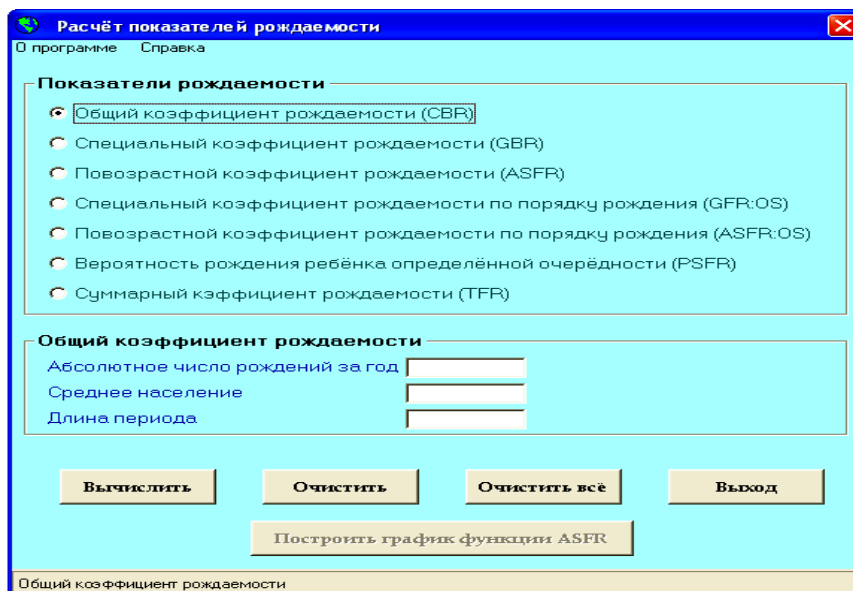 Расчёт показателей рождаемости
О программе Справка
Показатели рождаемости
Общий коэффициент рождаемости (CBR)
Специальный коэффициент рождаемости (GBR)
Повозрастной коэффициент рождаемости (ASFR)
Специальный коэффициент рождаемости по порядку рождения (GFR:OS)
Повозрастной коэффициент рождаемости по порядку рождения (ASFR:OS)
Вероятность рождения ребёнка определённой очерёдности (PSFR)
Суммарный кэффициент рождаемости (TFR)
Общий коэффициент рождаемости
Абсолютное число рождений за год
Среднее население
Длина периода
Вычислить Очистить Очистить всё Выход
Построить график функции ASFR
Общий коэффициент рождаемости